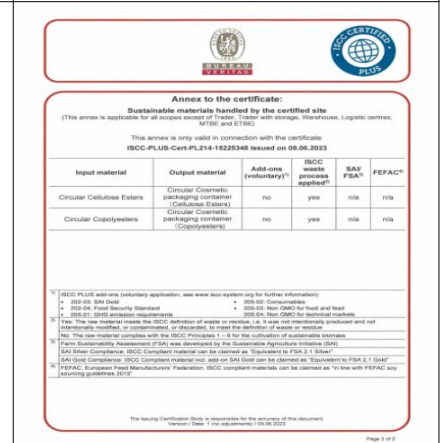 BUREAU
VERITAS
ISCC CERTIFIED
PLUS
Annex to the certificate:
Sustainable materials handled by the certified site
(This annex is applicable for all scopes except of Trader, Trader with storage, Warehouse, Logistic centres,
MTBE and ETBE)
This annex is only valid in connection with the certificate:
ISCC-PLUS-Cert-PL214-15225348 issued on 09.06.2023
Input material Output material Add-ons (voluntary)1) ISCC waste process applied2) SAI/ FSA3) FEFAC4)
Circular Cellulose Esters Circular Cosmetic packaging container (Cellulose Esters) no yes n/a n/a
Circular Copolyesters Circular Cosmetic packaging container (Copolyesters) no yes n/a n/a
1) ISCC PLUS add-ons (voluntary application, see www.iscc-system.org for further information):
• 202-03: SAI Gold • 205-02: Consumables
• 202-04: Food Security Standard • 205-03: Non GMO for food and feed
• 205-01: GHG emission requirements 205-04: Non GMO for technical markets
2) Yes: The raw material meets the ISCC definition of waste or residue, i.e. it was not intentionally produced and not
intentionally modified, or contaminated, or discarded, to meet the definition of waste or residue
No: The raw material complies with the ISCC Principles 1 – 6 for the cultivation of sustainable biomass
3) Farm Sustainability Assessment (FSA) was developed by the Sustainable Agriculture Initiative (SAI)
SAI Silver Compliance: ISCC Compliant material can be claimed as "Equivalent to FSA 2.1 Silver"
SAI Gold Compliance: ISCC Compliant material incl. add-on SAI Gold can be claimed as "Equivalent to FSA 2.1 Gold"
4) FEFAC: European Feed Manufacturers' Federation. ISCC compliant materials can be claimed as "in line with FEFAC soy
sourcing guidelines 2015"
The issuing Certification Body is responsible for the accuracy of this document.
Version / Date: 1 (no adjustments) / 09.06.2023
Page 2 of 2